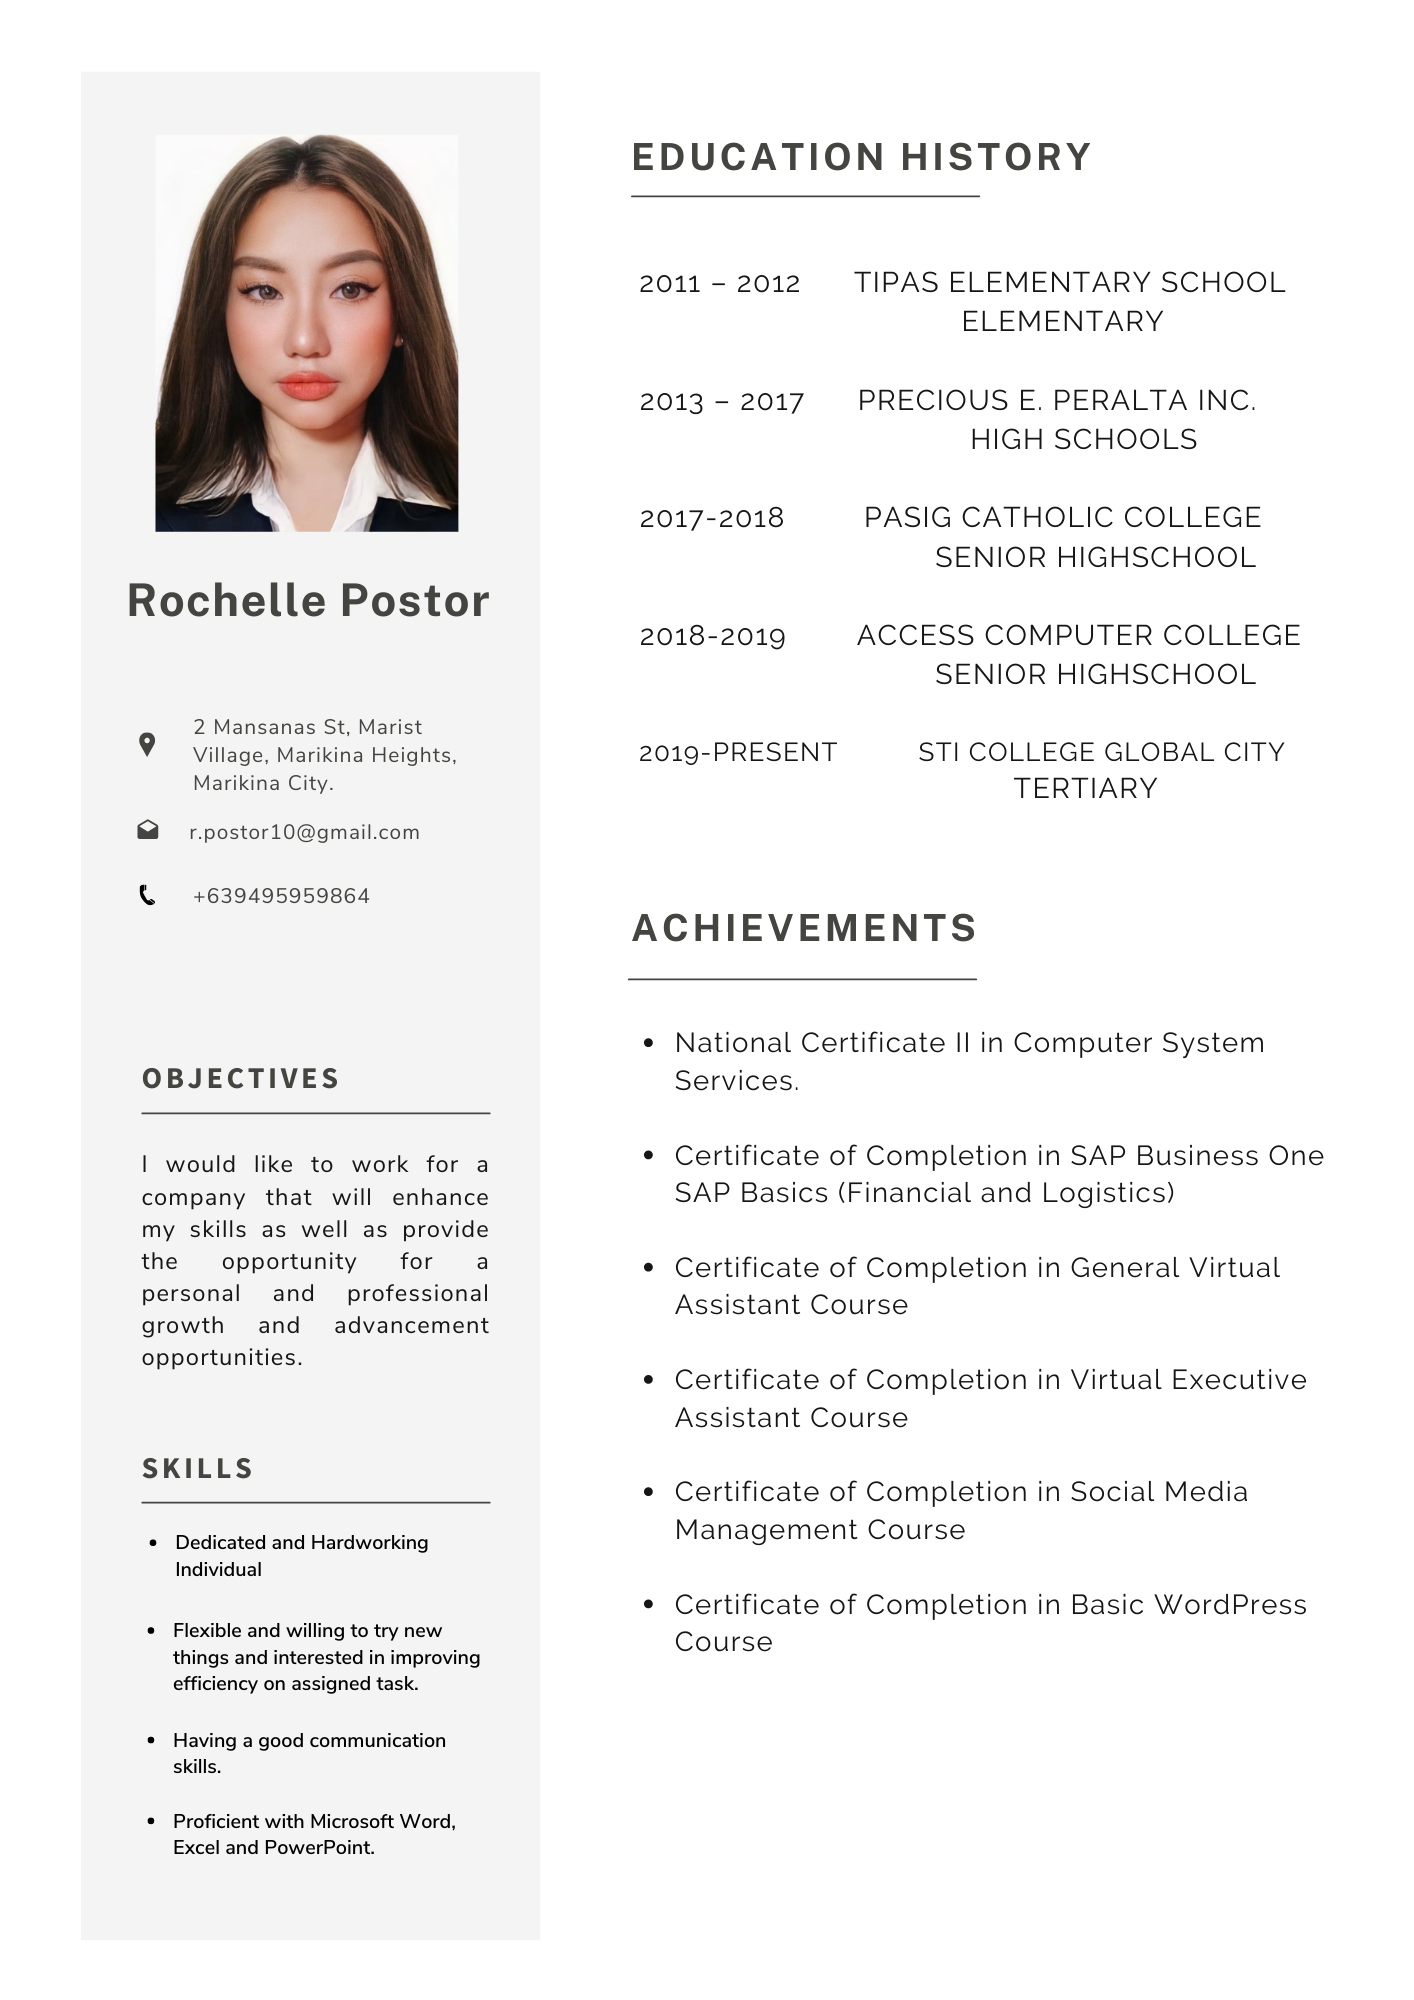 Rochelle Postor
2 Mansanas St, Marist
Village, Marikina Heights,
Marikina City.
r.postor10@gmail.com
+639495959864
OBJECTIVES
I would like to work for a
company that will enhance
my skills as well as provide
the opportunity for a
personal and professional
growth and advancement
opportunities.
SKILLS
• Dedicated and Hardworking
Individual
• Flexible and willing to try new
things and interested in improving
efficiency on assigned task.
• Having a good communication
skills.
• Proficient with Microsoft Word,
Excel and PowerPoint.
EDUCATION HISTORY
2011 – 2012 TIPAS ELEMENTARY SCHOOL
ELEMENTARY
2013 – 2017 PRECIOUS E. PERALTA INC.
HIGH SCHOOLS
2017-2018 PASIG CATHOLIC COLLEGE
SENIOR HIGHSCHOOL
2018-2019 ACCESS COMPUTER COLLEGE
SENIOR HIGHSCHOOL
2019-PRESENT STI COLLEGE GLOBAL CITY
TERTIARY
ACHIEVEMENTS
• National Certificate II in Computer System
Services.
• Certificate of Completion in SAP Business One
SAP Basics (Financial and Logistics)
• Certificate of Completion in General Virtual
Assistant Course
• Certificate of Completion in Virtual Executive
Assistant Course
• Certificate of Completion in Social Media
Management Course
• Certificate of Completion in Basic WordPress
Course